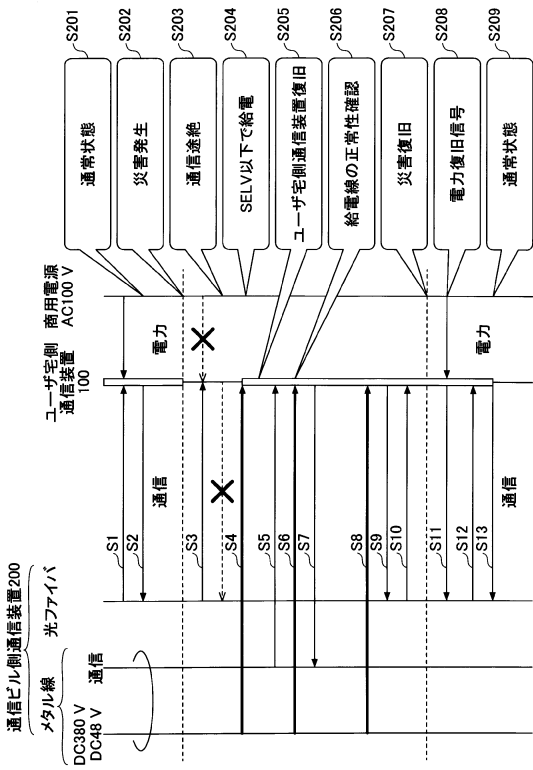 通信ビル側通信装置200
メタル線
光ファイバ
DC380 V
DC48 V
通信
ユーザ宅側
通信装置
100
商用電源
AC100 V
S1
S2
S3
S4
S5
S6
S7
S8
S9
S10
S11
S12
S13
通信
通信
電力
電力
通常状態
S201
災害発生
S202
通信途絶
S203
SELV以下で給電
S204
ユーザ宅側通信装置復旧
S205
給電線の正常性確認
S206
災害復旧
S207
電力復旧信号
S208
通常状態
S209